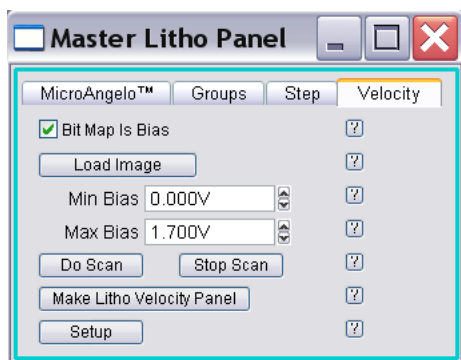 Master Litho Panel
MicroAngelo™ Groups Step Velocity
Bit Map Is Bias ?
Load Image ?
Min Bias 0.000V ?
Max Bias 1.700V ?
Do Scan Stop Scan ?
Make Litho Velocity Panel ?
Setup ?